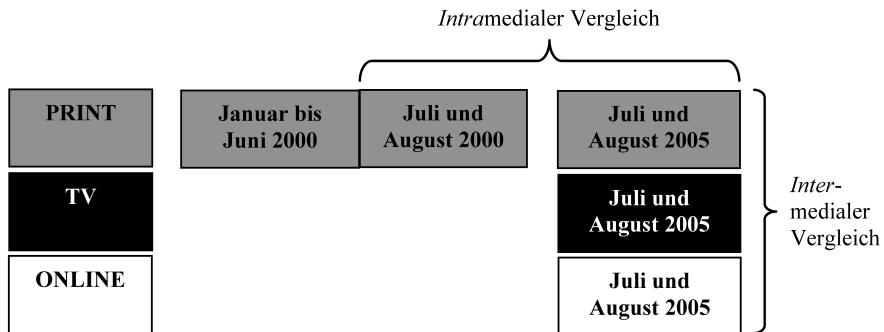 Intramedialer Vergleich
PRINT
Januar bis
Juni 2000
Juli und
August 2000
Juli und
August 2005
TV
Juli und
August 2005
ONLINE
Juli und
August 2005
Inter-
medialer
Vergleich